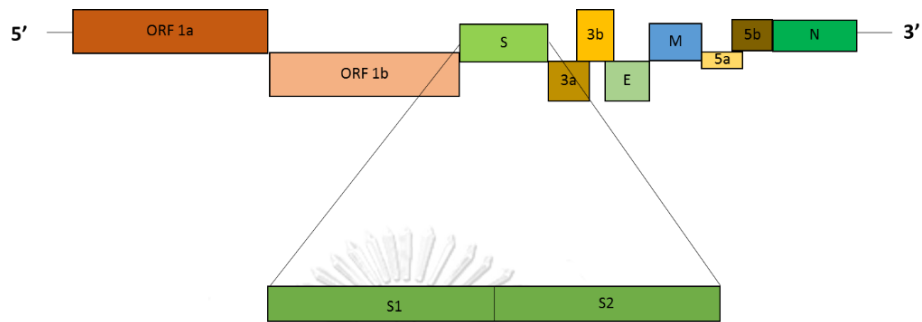 5’ ORF 1a S 3b M 5b N 3’
ORF 1b 3a E 5a
S1 S2